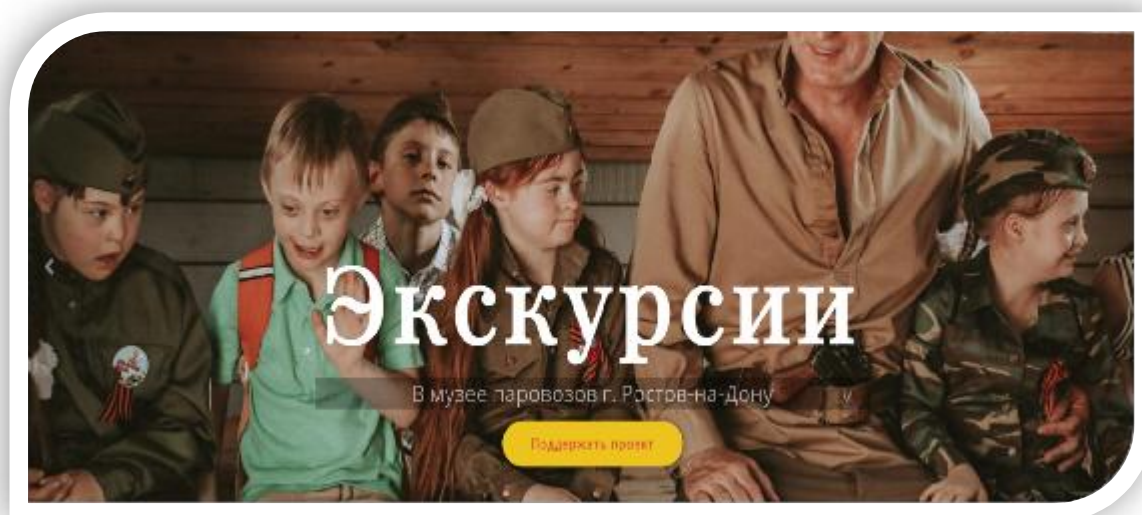 Экскурсии
В музее паровозов г. Ростов-на-Дону
Поддержать проект